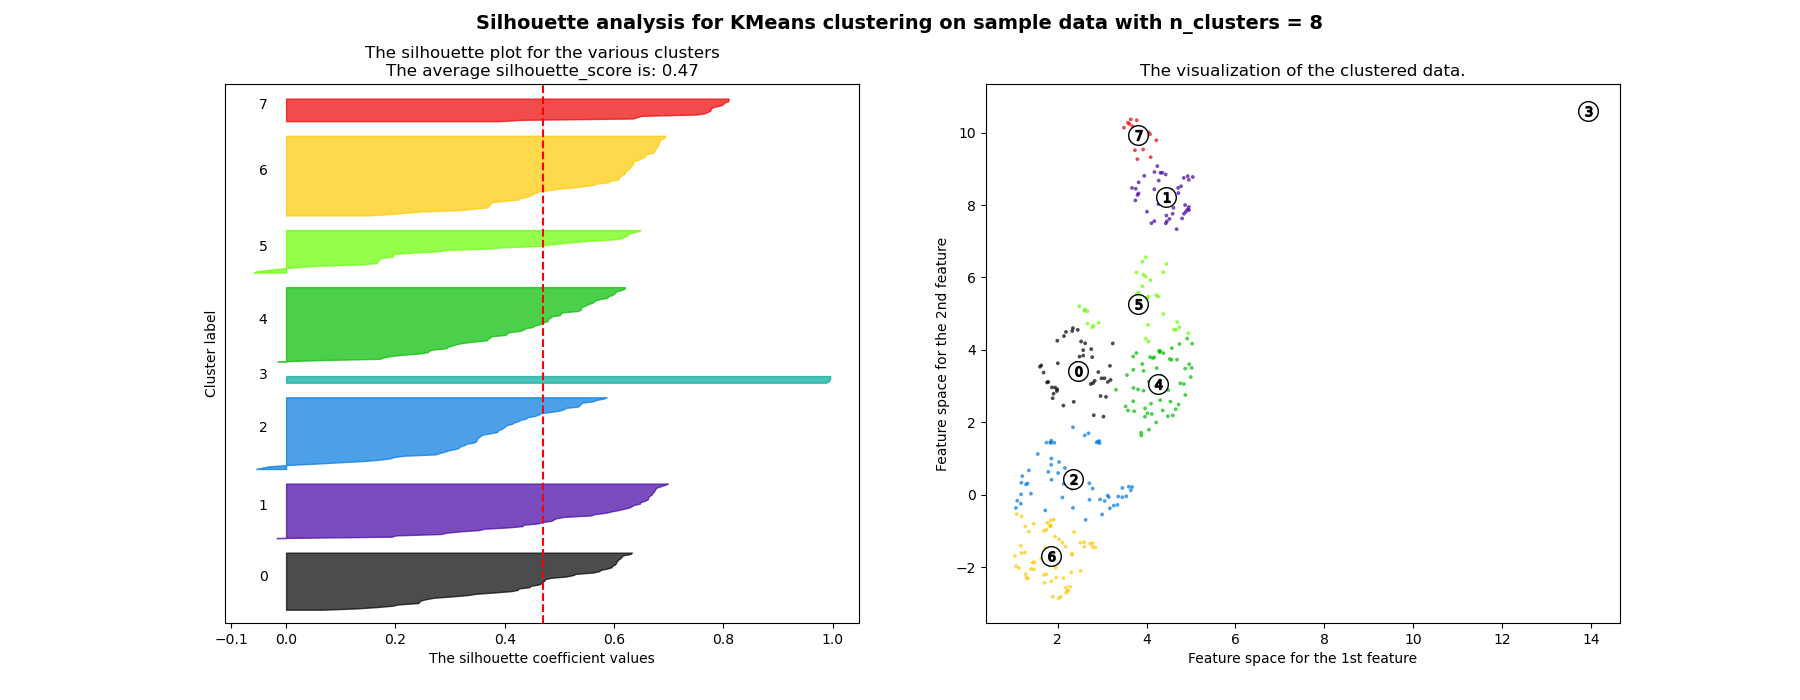 Silhouette analysis for KMeans clustering on sample data with n_clusters = 8
The silhouette plot for the various clusters
The average silhouette_score is: 0.47
Cluster label
7
6
5
4
3
2
1
0
−0.1 0.0 0.2 0.4 0.6 0.8 1.0
The silhouette coefficient values
The visualization of the clustered data.
Feature space for the 2nd feature
10
8
6
4
2
0
−2
3
7
1
5
0
4
2
6
2 4 6 8 10 12 14
Feature space for the 1st feature